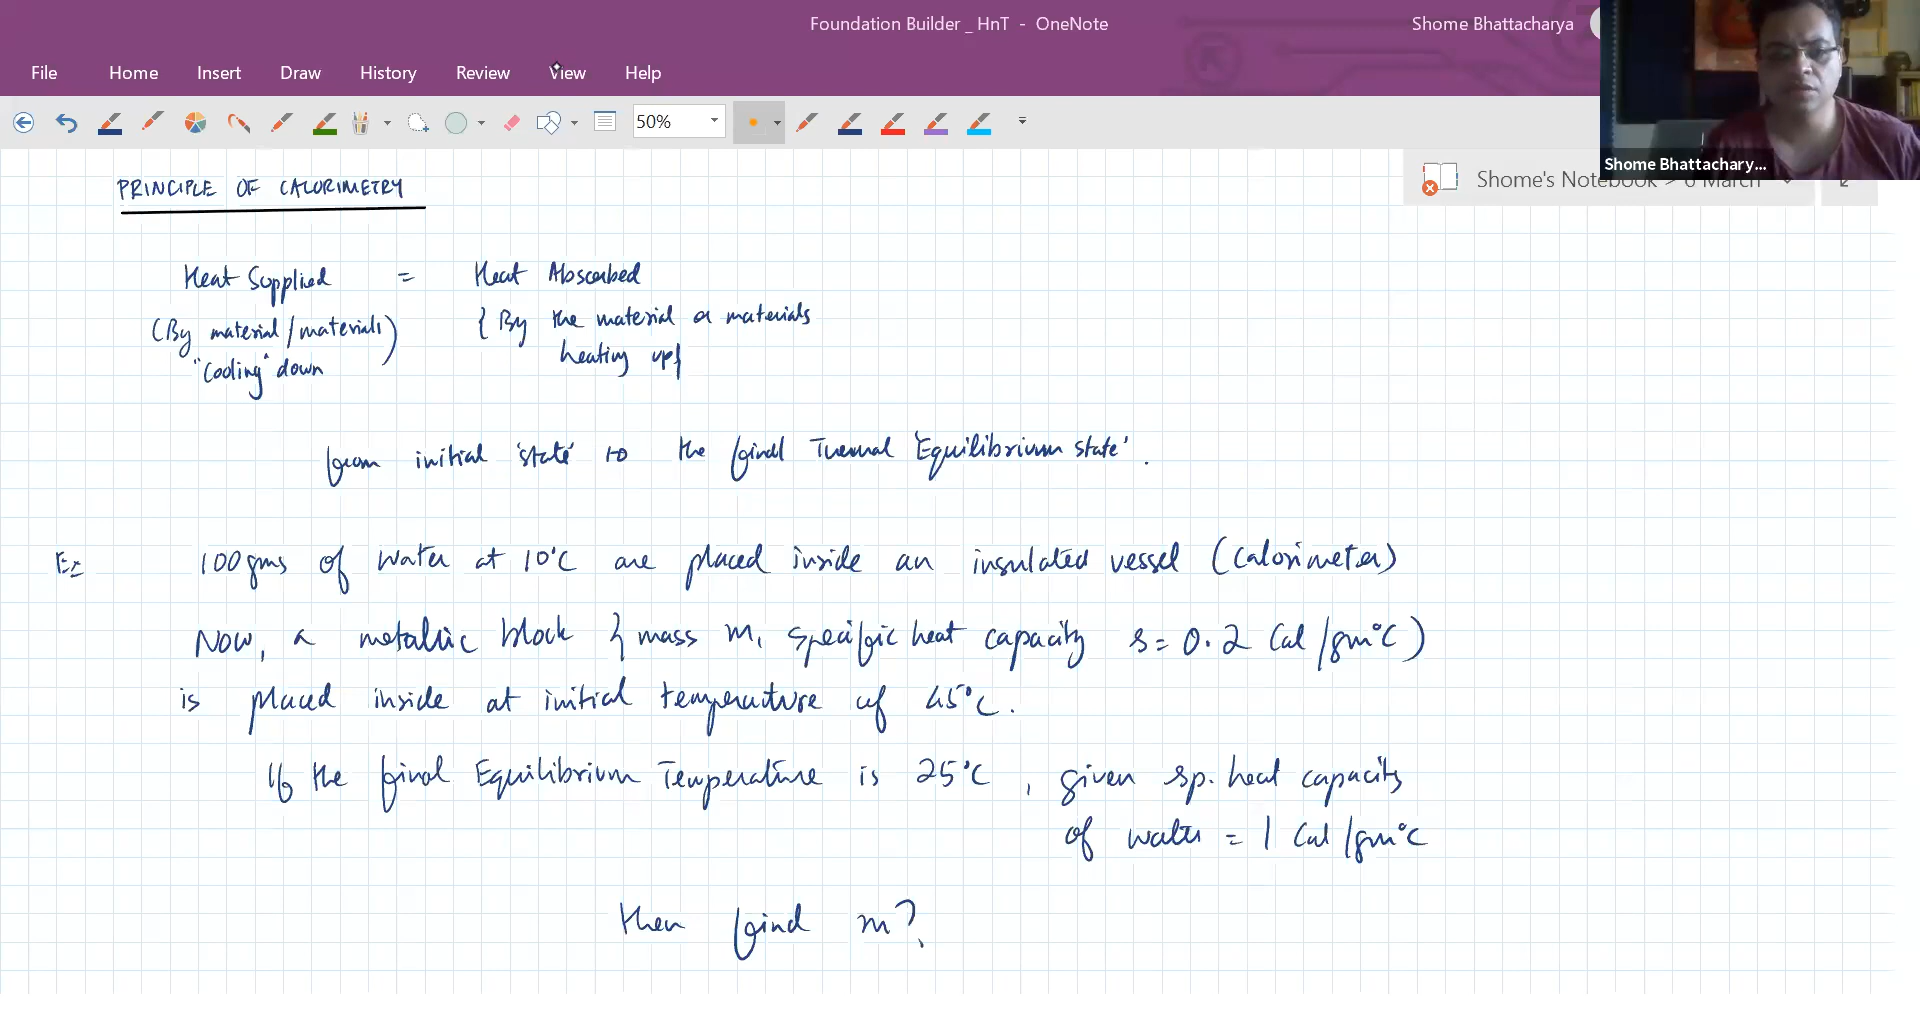 Foundation Builder _ HnT - OneNote
Shome Bhattacharya
File Home Insert Draw History Review View Help
50%
Shome Bhattachary...
Shome's Notebook > 6 March
PRINCIPLE OF CALORIMETRY
Heat Supplied = Heat Absorbed
(By material/materials) { By the material or materials
"Cooling" down heating up}
from initial 'state' to the final Thermal 'Equilibrium state'.
Ex 100gms of water at 10°C are placed inside an insulated vessel (calorimeter)
Now, a metallic block { mass m, specific heat capacity s = 0.2 Cal/gm°C)
is placed inside at initial temperature of 45°C.
If the final Equilibrium Temperature is 25°C, given sp. heat capacity
of water = 1 Cal/gm°C
then find m?